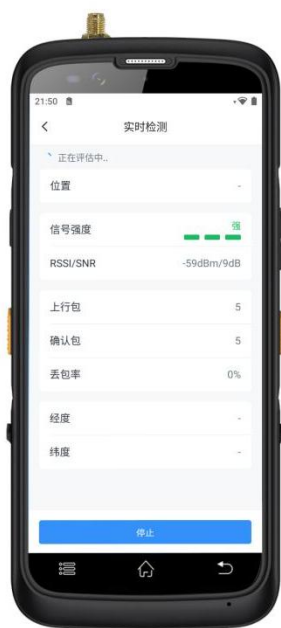 21:50
实时检测
正在评估中..
位置 -
信号强度 强
RSSI/SNR -59dBm/9dB
上行包 5
确认包 5
丢包率 0%
经度 -
纬度 -
停止